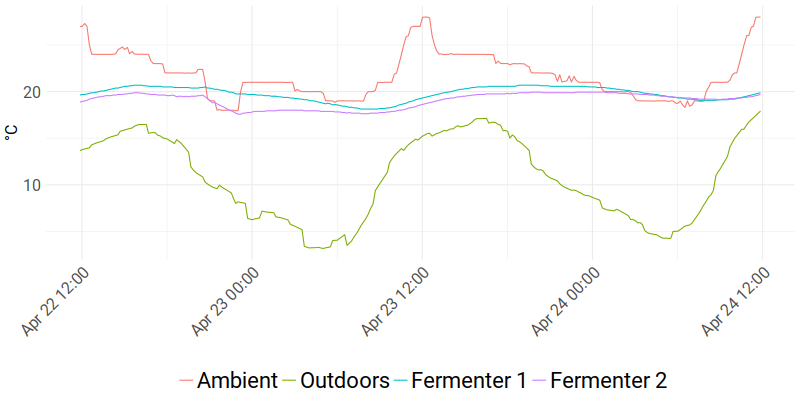 °C
20
10
Apr 22 12:00
Apr 23 00:00
Apr 23 12:00
Apr 24 00:00
Apr 24 12:00
Ambient Outdoors Fermenter 1 Fermenter 2